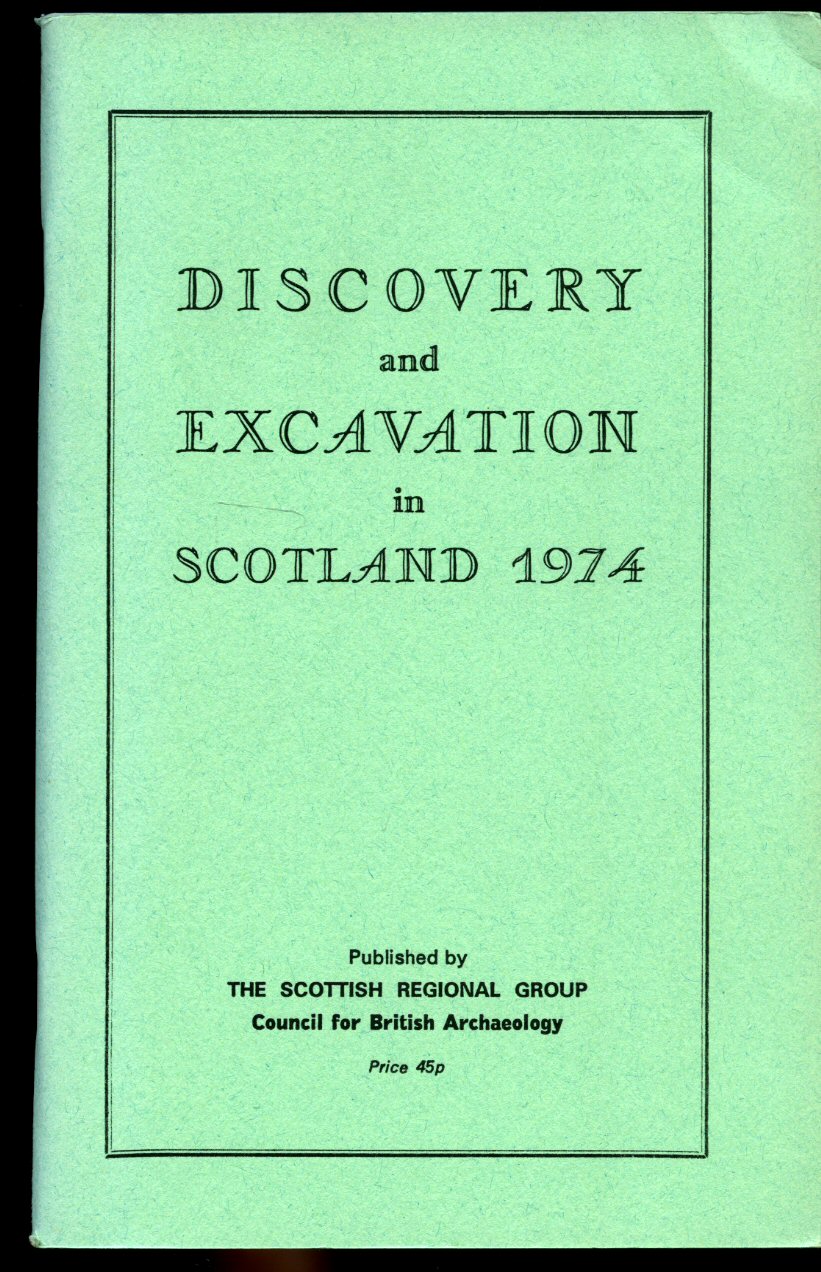 DISCOVERY
and
EXCAVATION
in
SCOTLAND 1974
Published by
THE SCOTTISH REGIONAL GROUP
Council for British Archaeology
Price 45p